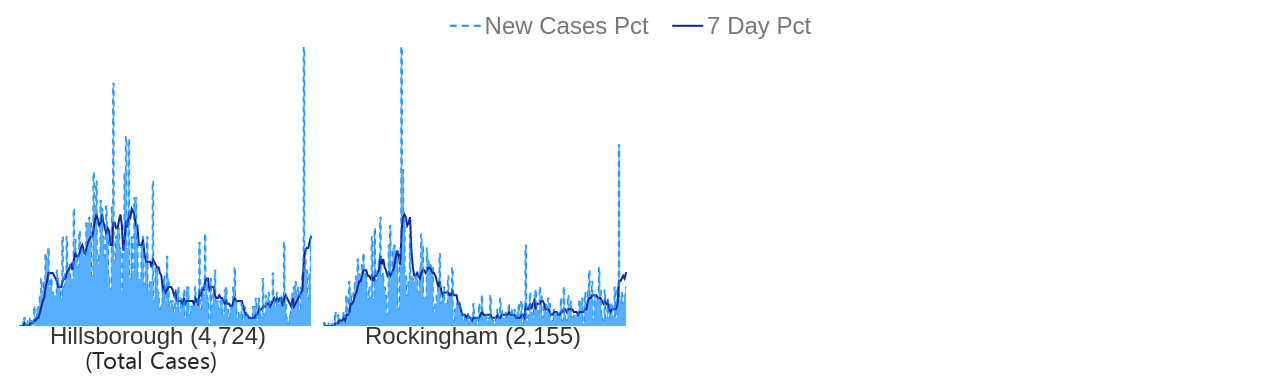 New Cases Pct 7 Day Pct
Hillsborough (4,724) Rockingham (2,155)
(Total Cases)